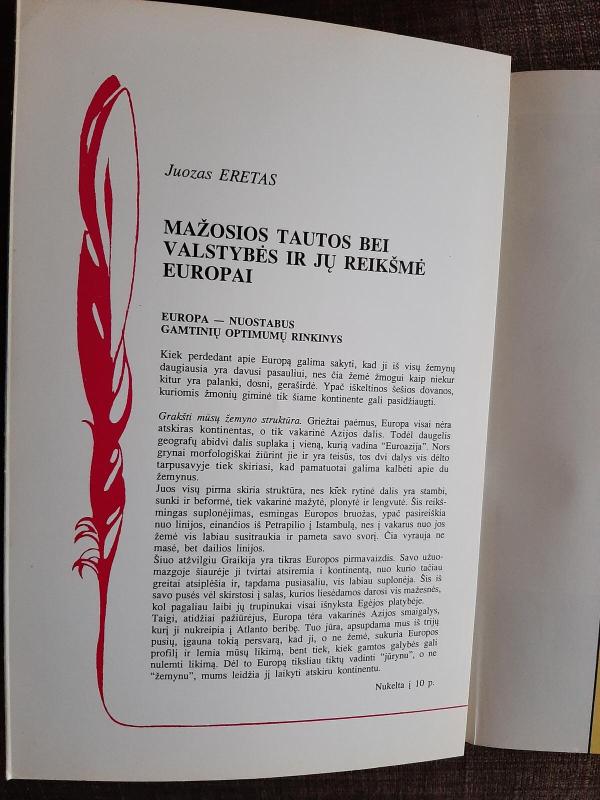 Juozas ERETAS
MAŽOSIOS TAUTOS BEI
VALSTYBĖS IR JŲ REIKŠMĖ
EUROPAI
EUROPA — NUOSTABUS
GAMTINIŲ OPTIMUMŲ RINKINYS
Kiek perdedant apie Europą galima sakyti, kad ji iš visų žemynų
daugiausia yra davusi pasauliui, nes čia žemė žmogui kaip niekur
kitur yra palanki, dosni, geraširdė. Ypač iškeltinos šešios dovanos,
kuriomis žmonių giminė tik šiame kontinente gali pasidžiaugti.
Grakšti mūsų žemyno struktūra. Griežtai paėmus, Europa visai nėra
atskiras kontinentas, o tik vakarinė Azijos dalis. Todėl daugelis
geografų abidvi dalis suplaka į vieną, kurią vadina "Euroazija". Nors
grynai morfologiškai žiūrint jie ir yra teisūs, tos dvi dalys vis dėlto
tarpusavyje tiek skiriasi, kad pamatuotai galima kalbėti apie du
žemynus.
Juos visų pirma skiria struktūra, nes kiek rytinė dalis yra stambi,
sunki ir beformė, tiek vakarinė mažytė, plonytė ir lengvutė. Šis reikš-
mingas suplonėjimas, esmingas Europos bruožas, ypač pasireiškia
nuo linijos, einančios iš Petrapilio į Istambulą, nes į vakarus nuo jos
žemė vis labiau susitraukia ir pameta savo svorį. Čia vyrauja ne
masė, bet dailios linijos.
Šiuo atžvilgiu Graikija yra tikras Europos pirmavaizdis. Savo užuo-
mazgoje šiaurėje ji tvirtai atsiremia į kontinentą, nuo kurio tačiau
greitai atsiplėšia ir, tapdama pusiasaliu, vis labiau suplonėja. Šis iš
savo pusės vėl skirstosi į salas, kurios liesėdamos darosi vis mažesnės,
kol pagaliau laibi jų trupinukai visai išnyksta Egėjos platybėje.
Taigi, atidžiai pažiūrėjus, Europa tėra vakarinės Azijos smaigalys,
kurį ji nukreipia į Atlanto beribę. Tuo jūra, apsupdama mus iš trijų
pusių, įgauna tokią persvarą, kad ji, o ne žemė, sukuria Europos
profilį ir lemia mūsų likimą, bent tiek, kiek gamtos galybės gali
nulemti likimą. Dėl to Europą tiksliau tiktų vadinti "jūrynu", o ne
"žemynu", mums leidžia jį laikyti atskiru kontinentu.
Nukelta į 10 p.